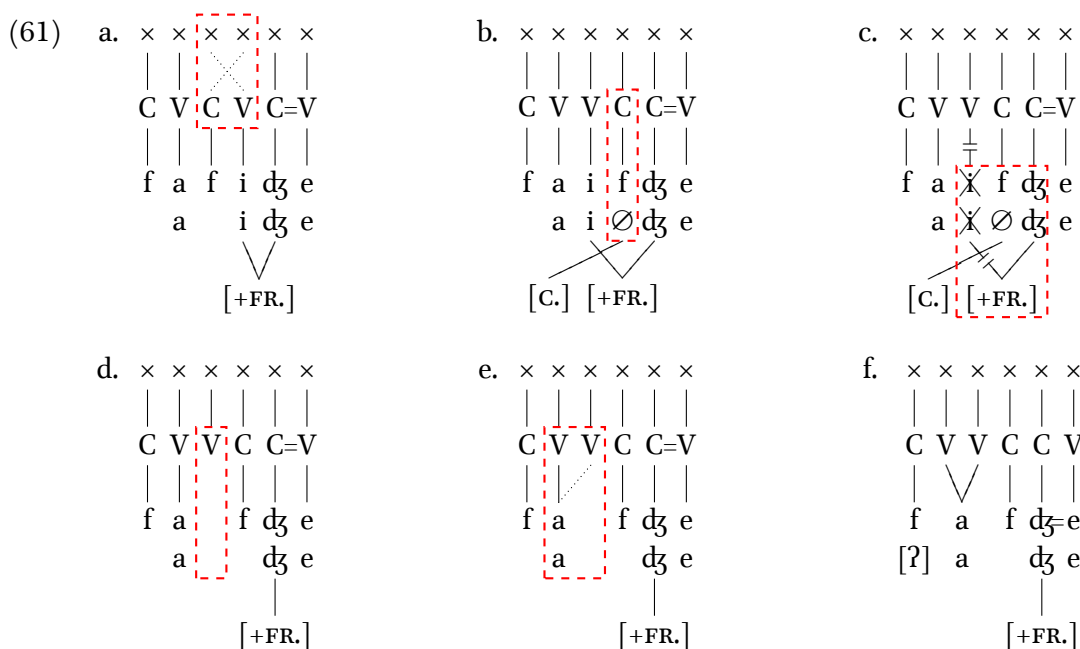 (61) a. × × × × × × b. × × × × × × c. × × × × × ×
C V C V C=V C V V C C=V C V V C C=V
f a f i ʤ e f a i f ʤ e f a i f ʤ e
a i ʤ e a i ∅ ʤ e a i ∅ ʤ e
[+FR.] [C.] [+FR.] [C.] [+FR.]
d. × × × × × × e. × × × × × × f. × × × × × ×
C V V C C=V C V V C C=V C V V C C V
f a f ʤ e f a f ʤ e f a f ʤ=e
a ʤ e a ʤ e [ʔ] a ʤ e
[+FR.] [+FR.] [+FR.]